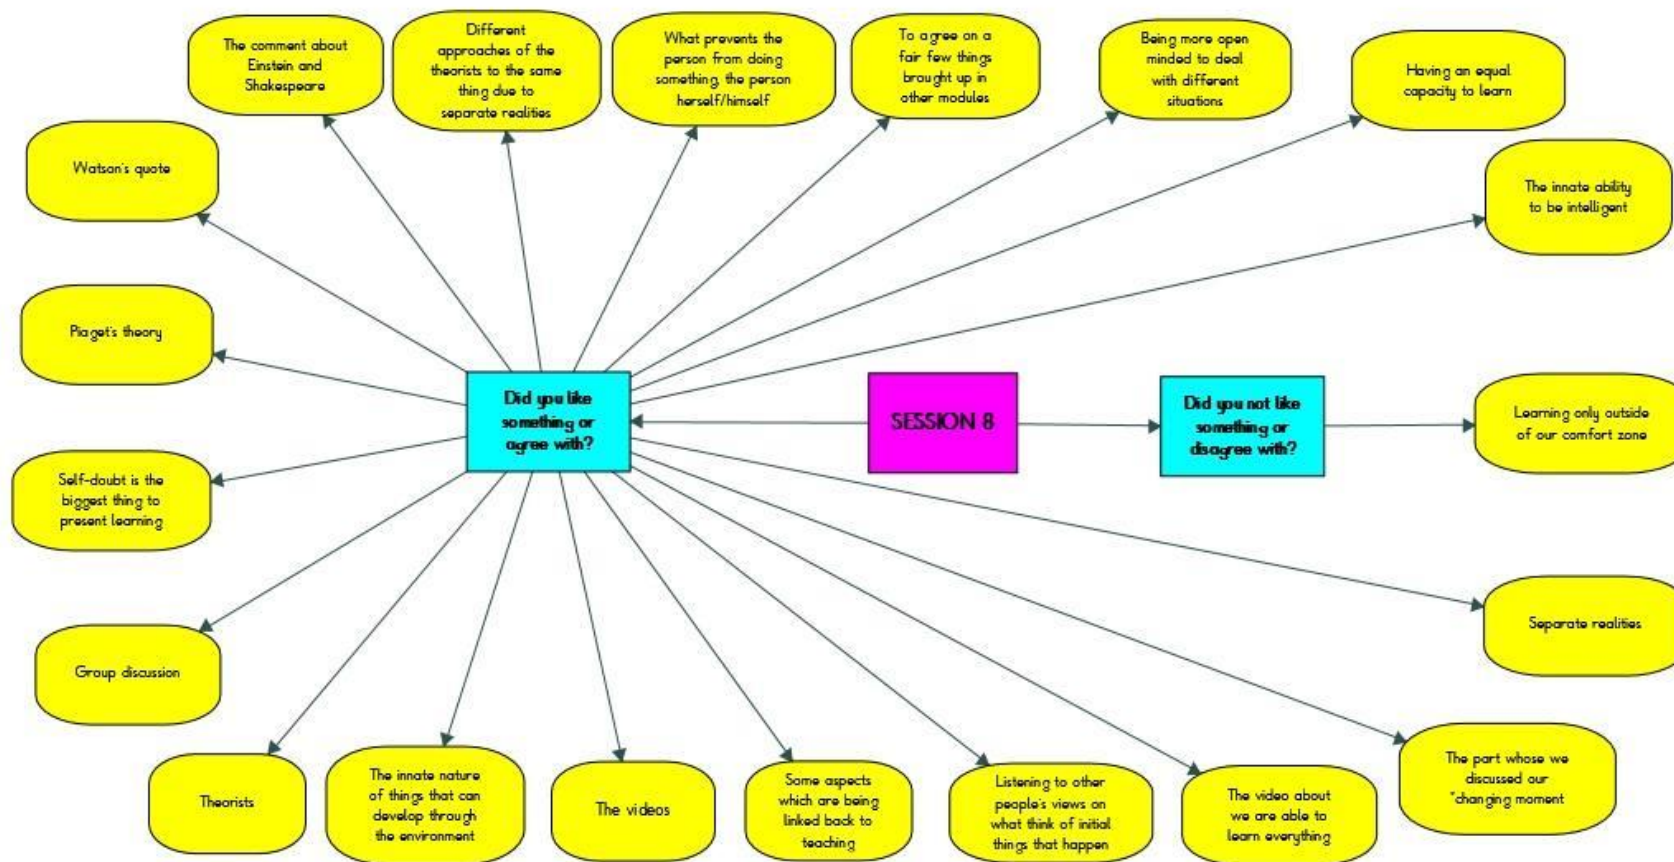 The comment about
Einstein and
Shakespeare
Different
approaches of the
theorists to the same
thing due to
separate realities
What prevents the
person from doing
something, the person
herself/himself
To agree on a
fair few things
brought up in
other modules
Being more open
minded to deal
with different
situations
Having an equal
capacity to learn
Watson's quote
The innate ability
to be intelligent
Piaget's theory
Did you like
something or
agree with?
SESSION 8
Did you not like
something or
disagree with?
Learning only outside
of our comfort zone
Self-doubt is the
biggest thing to
present learning
Separate realities
Group discussion
Theorists
The innate nature
of things that can
develop through
the environment
The videos
Some aspects
which are being
linked back to
teaching
Listening to other
people's views on
what think of initial
things that happen
The video about
we are able to
learn everything
The part whose we
discussed our
"changing moment